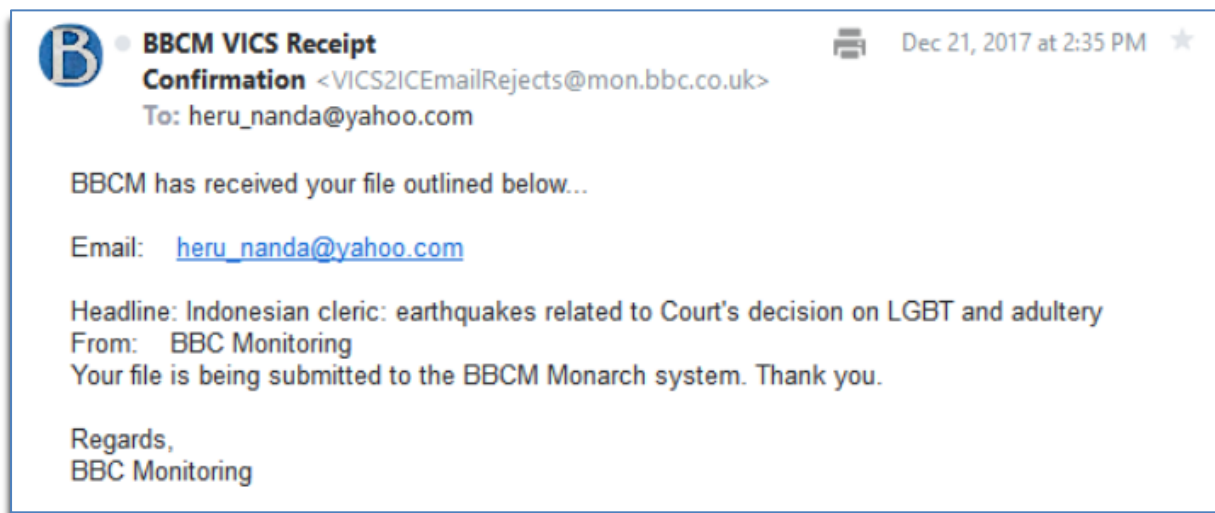 B
BBCM VICS Receipt Dec 21, 2017 at 2:35 PM
Confirmation <VICS2ICEmailRejects@mon.bbc.co.uk>
To: heru_nanda@yahoo.com
BBCM has received your file outlined below...
Email: heru_nanda@yahoo.com
Headline: Indonesian cleric: earthquakes related to Court's decision on LGBT and adultery
From: BBC Monitoring
Your file is being submitted to the BBCM Monarch system. Thank you.
Regards,
BBC Monitoring